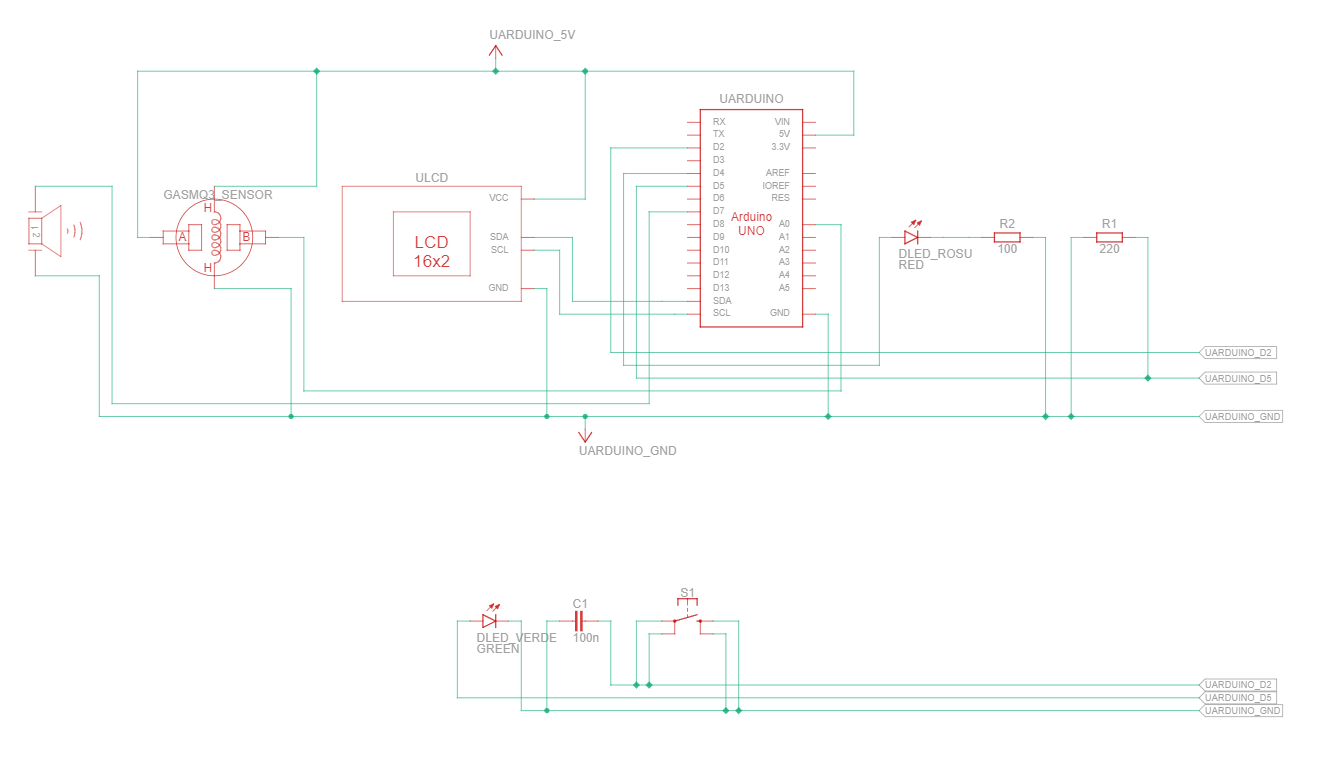 UARDUINO_5V
UARDUINO
RX
TX
D2
D3
D4
D5
D6
D7
D8
D9
D10
D11
D12
D13
SDA
SCL
VIN
5V
3.3V
AREF
IOREF
RES
A0
A1
A2
A3
A4
A5
GND
Arduino
UNO
ULCD
VCC
SDA
SCL
GND
LCD
16x2
GASMQ3_SENSOR
H
A
B
H
1 2
DLED_ROSU
RED
R2
100
R1
220
UARDUINO_D2
UARDUINO_D5
UARDUINO_GND
UARDUINO_GND
DLED_VERDE
GREEN
C1
100n
S1
UARDUINO_D2
UARDUINO_D5
UARDUINO_GND